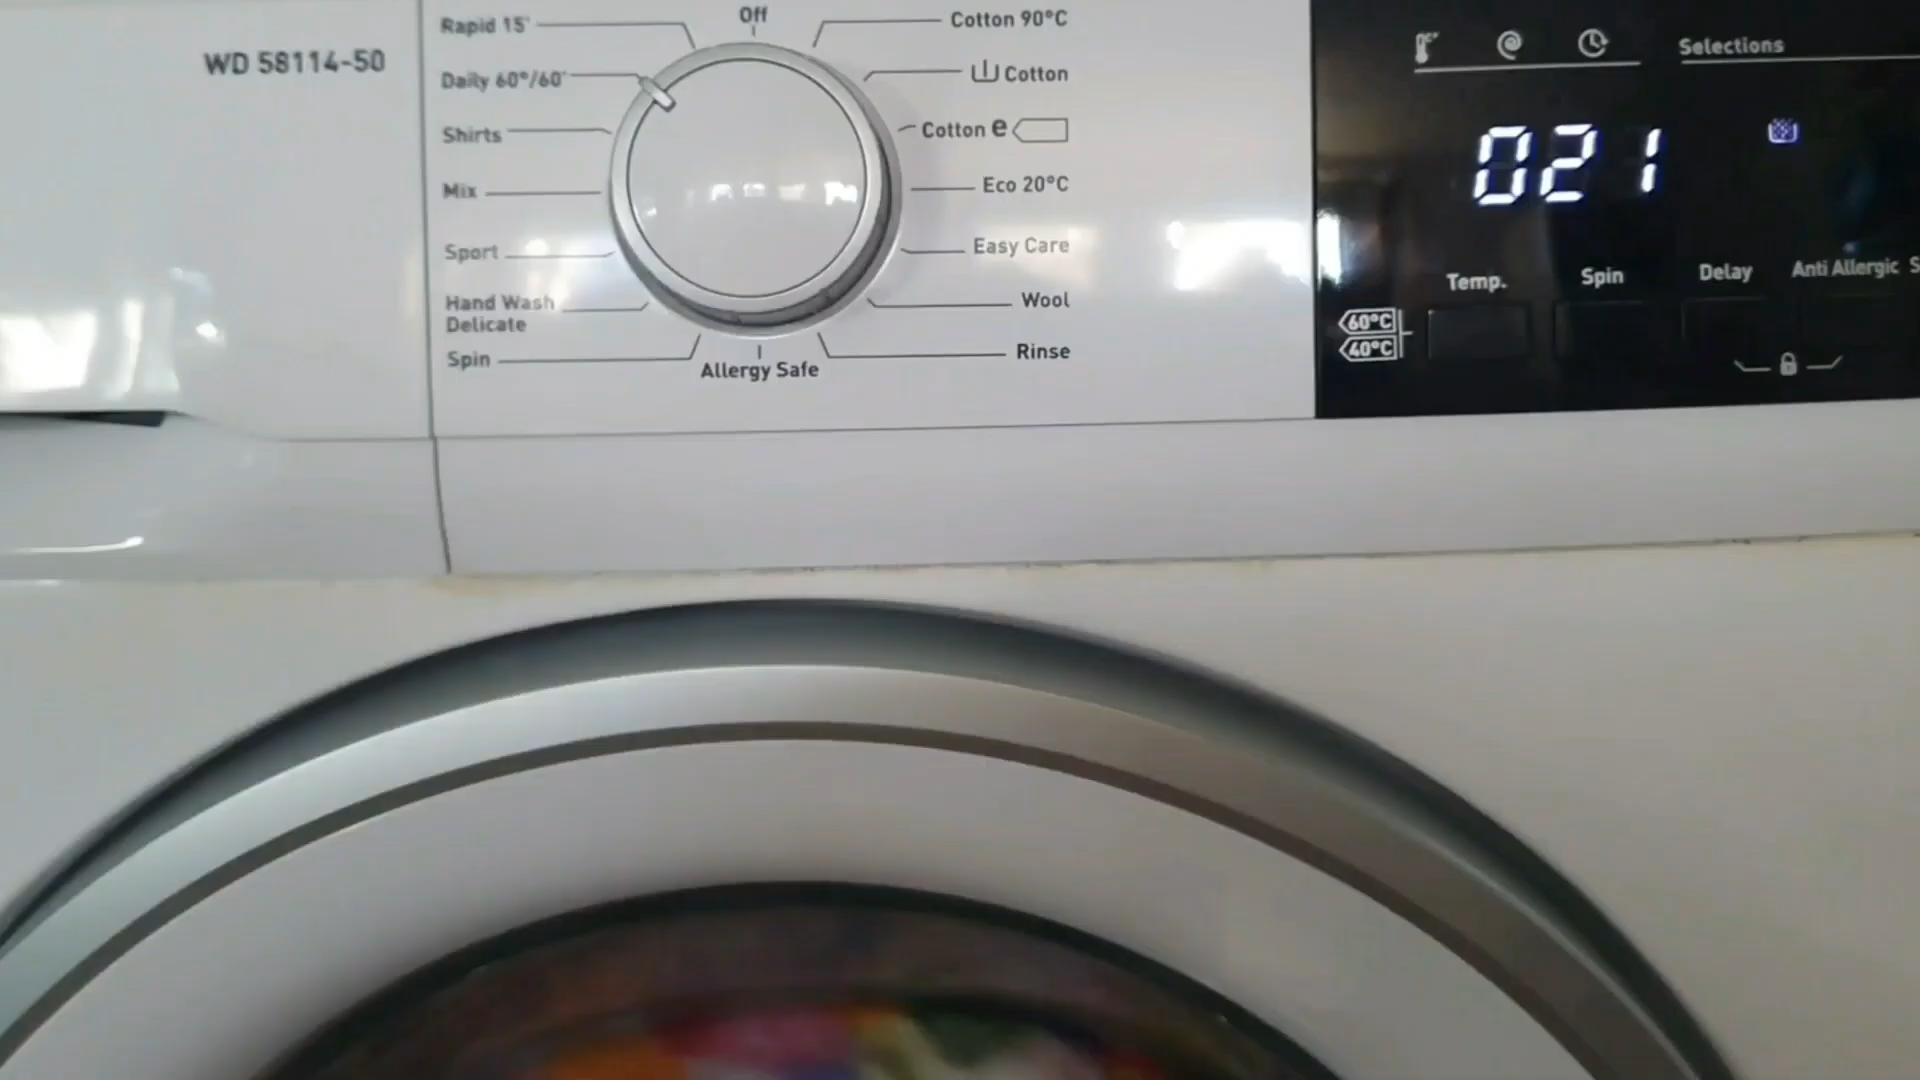 WD 58114-50
Off
Rapid 15'
Daily 60°/60'
Shirts
Mix
Sport
Hand Wash
Delicate
Spin
Allergy Safe
Cotton 90°C
Cotton
Cotton e
Eco 20°C
Easy Care
Wool
Rinse
Selections
021
Temp.
Spin
Delay
Anti Allergic
60°C
40°C